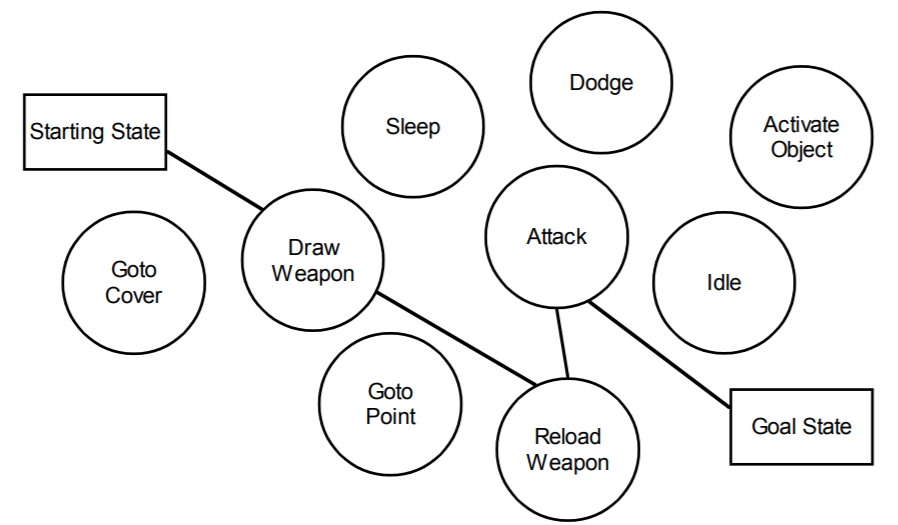 Dodge
Sleep
Activate
Object
Starting State
Attack
Draw
Weapon
Goto
Cover
Idle
Goto
Point
Goal State
Reload
Weapon